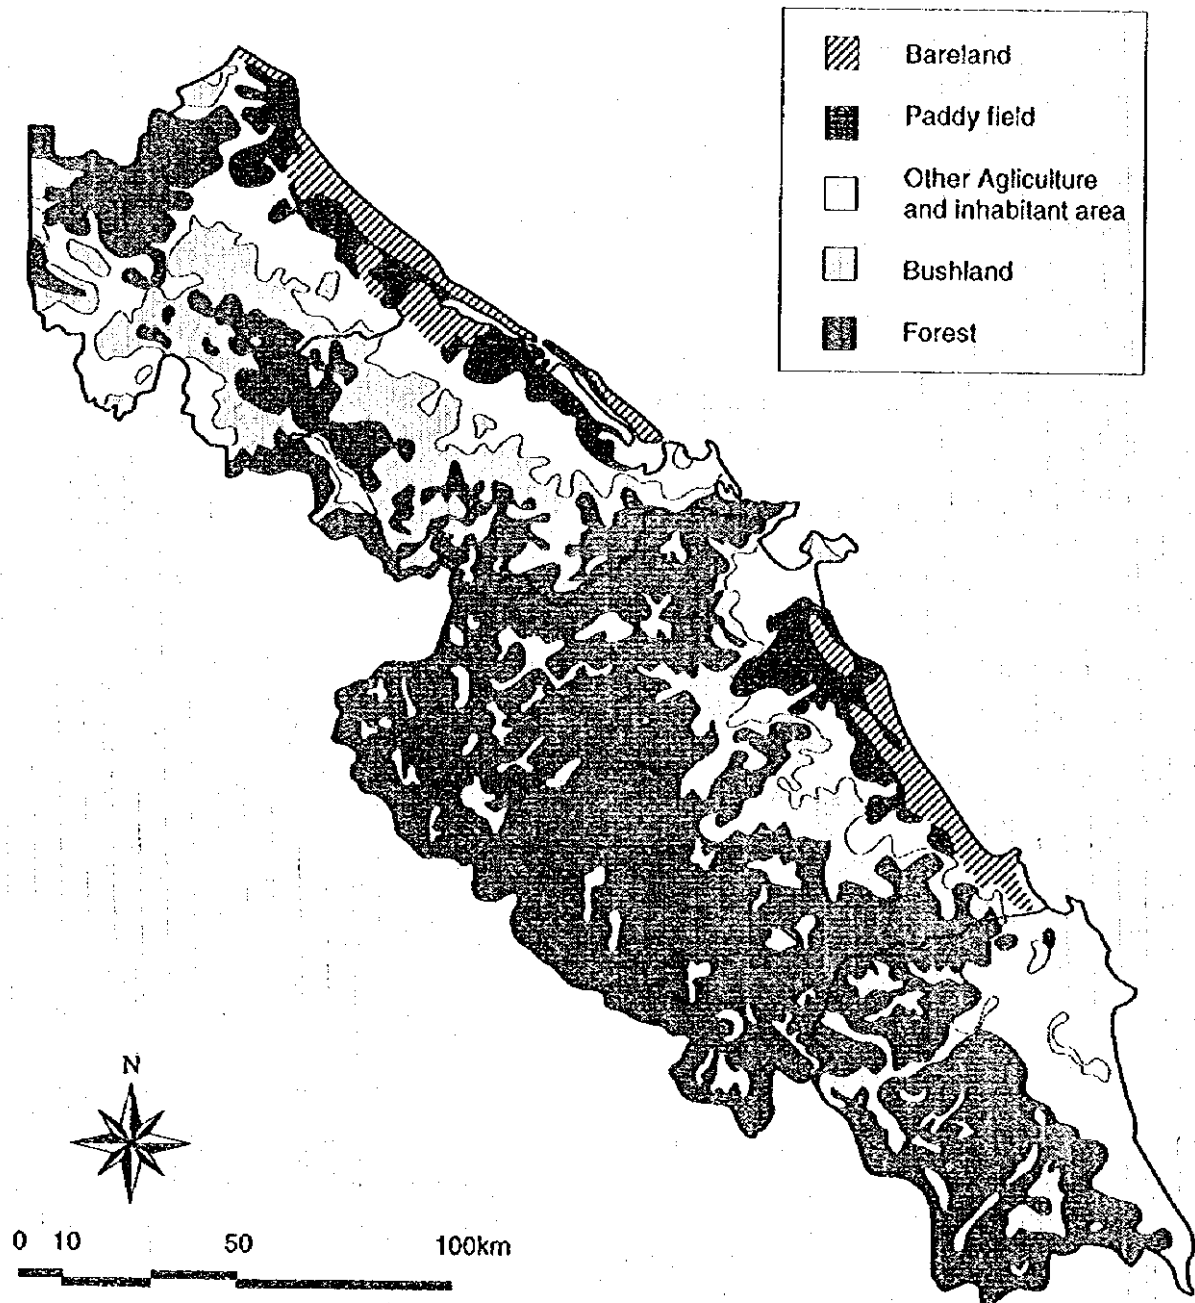 Bareland
Paddy field
Other Agliculture
and inhabitant area
Bushland
Forest
N
0 10 50 100km